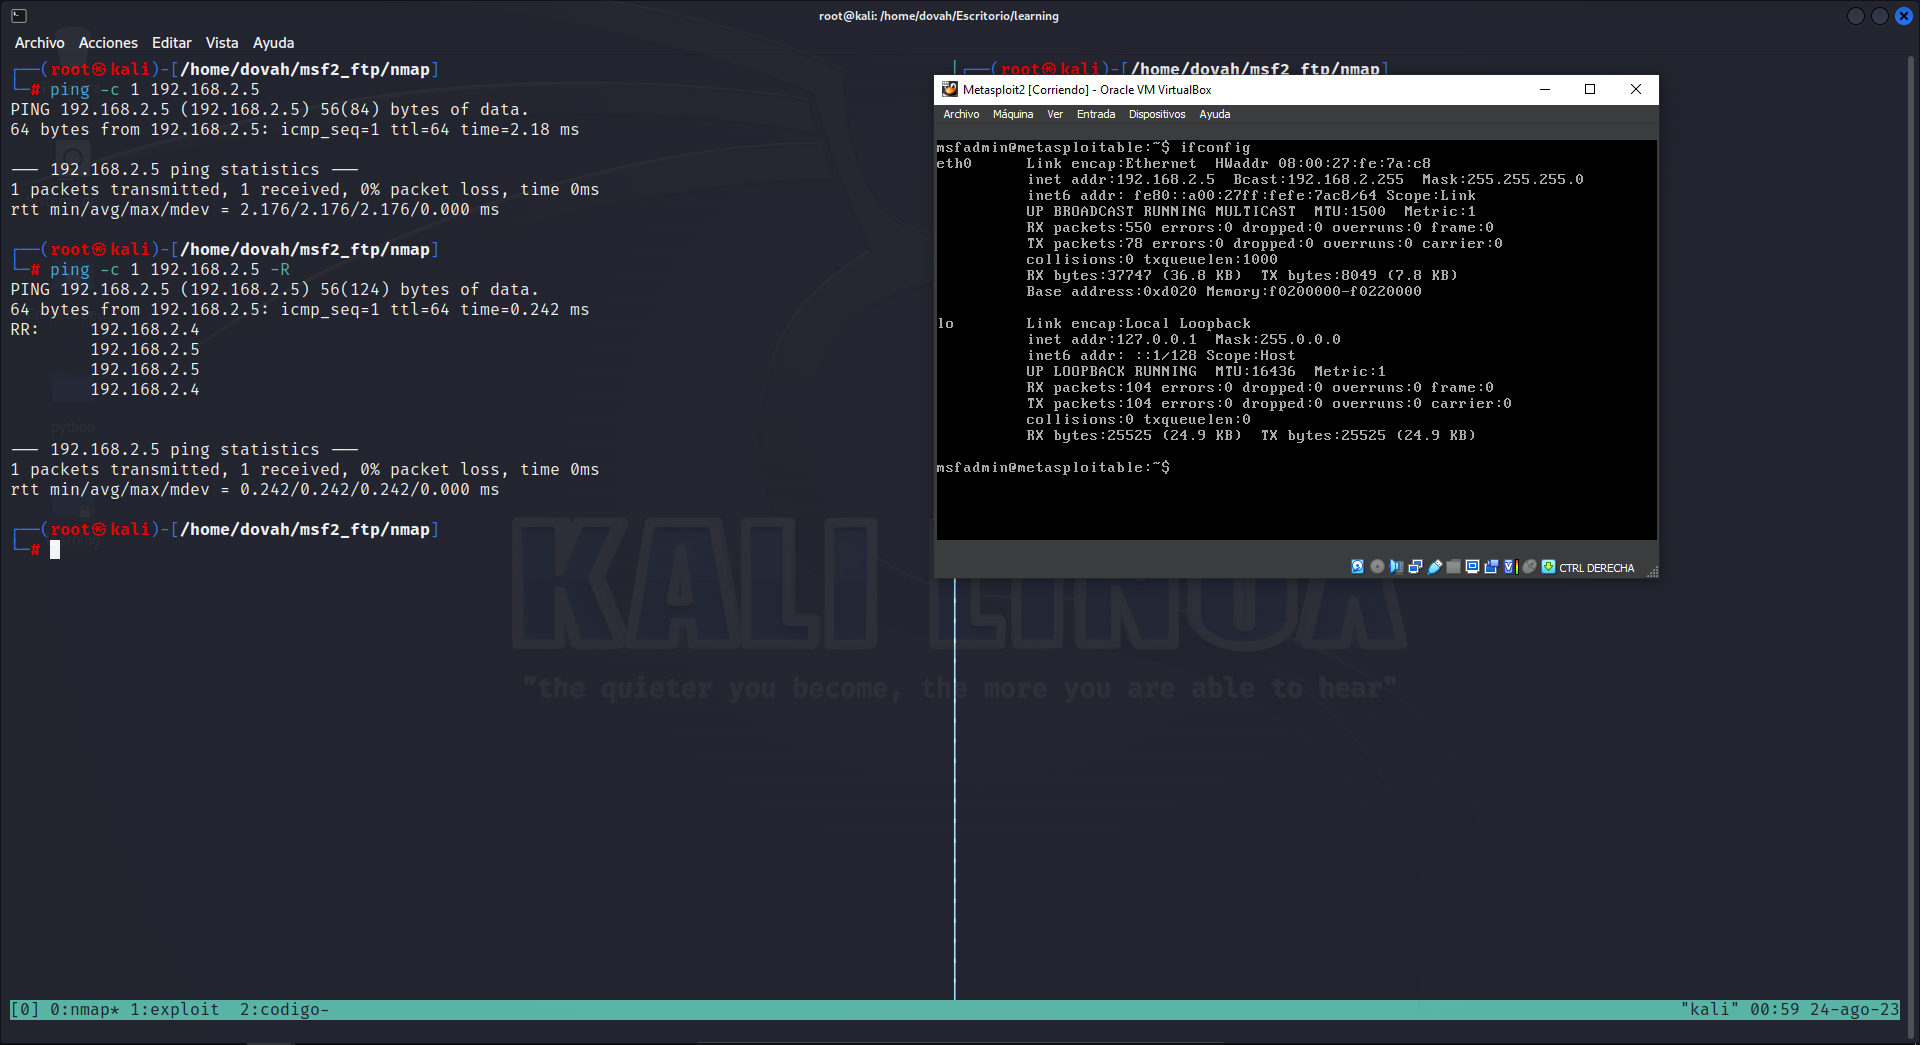 root@kali: /home/dovah/Escritorio/learning
Archivo Acciones Editar Vista Ayuda
┌──(root㉿kali)-[/home/dovah/msf2_ftp/nmap]
└─# ping -c 1 192.168.2.5
PING 192.168.2.5 (192.168.2.5) 56(84) bytes of data.
64 bytes from 192.168.2.5: icmp_seq=1 ttl=64 time=2.18 ms
--- 192.168.2.5 ping statistics ---
1 packets transmitted, 1 received, 0% packet loss, time 0ms
rtt min/avg/max/mdev = 2.176/2.176/2.176/0.000 ms
┌──(root㉿kali)-[/home/dovah/msf2_ftp/nmap]
└─# ping -c 1 192.168.2.5 -R
PING 192.168.2.5 (192.168.2.5) 56(124) bytes of data.
64 bytes from 192.168.2.5: icmp_seq=1 ttl=64 time=0.242 ms
RR: 192.168.2.4
192.168.2.5
192.168.2.5
192.168.2.4
python
--- 192.168.2.5 ping statistics ---
1 packets transmitted, 1 received, 0% packet loss, time 0ms
rtt min/avg/max/mdev = 0.242/0.242/0.242/0.000 ms
┌──(root㉿kali)-[/home/dovah/msf2_ftp/nmap]
└─#
┌──(root㉿kali)-[/home/dovah/msf2_ftp/nmap]
Metasploit2 [Corriendo] - Oracle VM VirtualBox
Archivo Máquina Ver Entrada Dispositivos Ayuda
msfadmin@metasploitable:~$ ifconfig
eth0 Link encap:Ethernet HWaddr 08:00:27:fe:7a:c8
inet addr:192.168.2.5 Bcast:192.168.2.255 Mask:255.255.255.0
inet6 addr: fe80::a00:27ff:fefe:7ac8/64 Scope:Link
UP BROADCAST RUNNING MULTICAST MTU:1500 Metric:1
RX packets:550 errors:0 dropped:0 overruns:0 frame:0
TX packets:78 errors:0 dropped:0 overruns:0 carrier:0
collisions:0 txqueuelen:1000
RX bytes:37747 (36.8 KB) TX bytes:8049 (7.8 KB)
Base address:0xd020 Memory:f0200000-f0220000
lo Link encap:Local Loopback
inet addr:127.0.0.1 Mask:255.0.0.0
inet6 addr: ::1/128 Scope:Host
UP LOOPBACK RUNNING MTU:16436 Metric:1
RX packets:104 errors:0 dropped:0 overruns:0 frame:0
TX packets:104 errors:0 dropped:0 overruns:0 carrier:0
collisions:0 txqueuelen:0
RX bytes:25525 (24.9 KB) TX bytes:25525 (24.9 KB)
msfadmin@metasploitable:~$
CTRL DERECHA
KALI LINUX
"the quieter you become, the more you are able to hear"
[0] 0:nmap* 1:exploit 2:codigo-
"kali" 00:59 24-ago-23